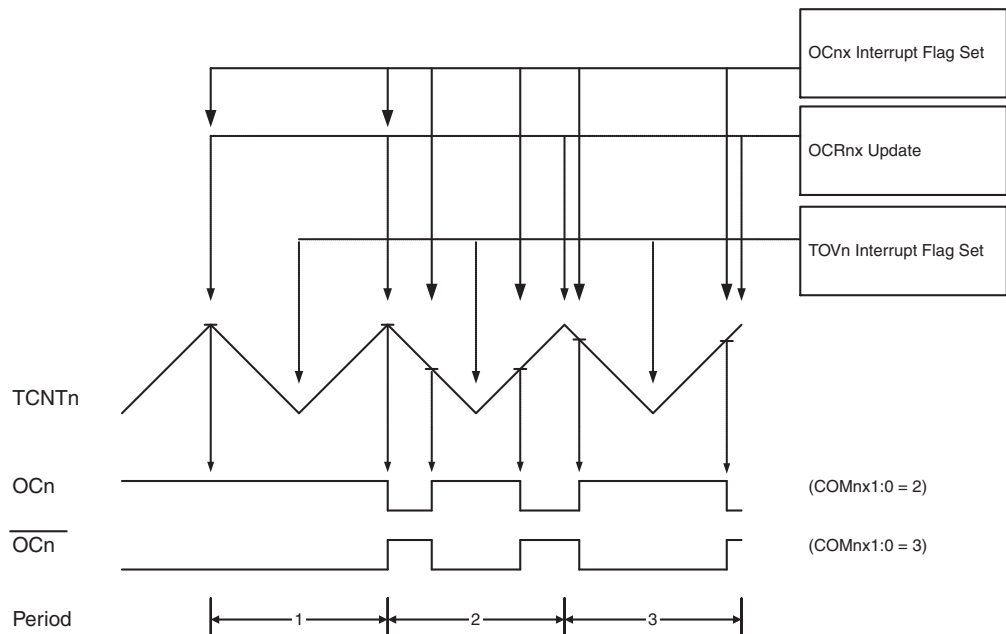 OCnx Interrupt Flag Set
OCRnx Update
TOVn Interrupt Flag Set
TCNTn
OCn
(COMnx1:0 = 2)
OCn
(COMnx1:0 = 3)
Period
1
2
3